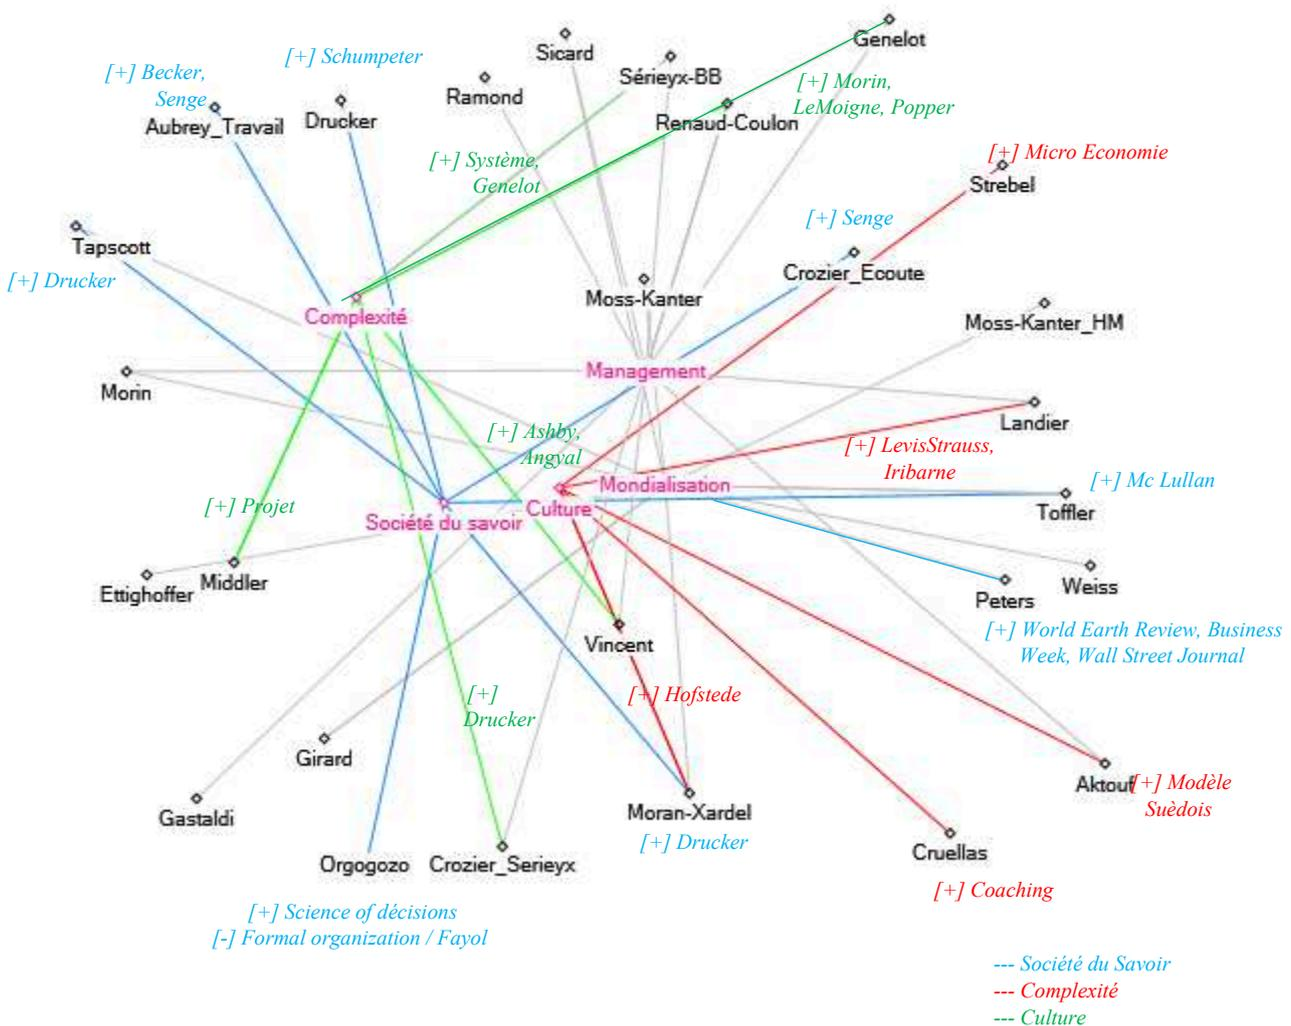 Genelot
Sicard
[+] Schumpeter
[+] Becker,
Senge
Sérieyx-BB
[+] Morin,
LeMoigne, Popper
Ramond
Aubrey_Travail
Drucker
Renaud-Coulon
[+] Micro Economie
Strebel
[+] Système,
Genelot
[+] Senge
Tapscott
[+] Drucker
Crozier_Ecoute
Moss-Kanter
Complexité
Moss-Kanter_HM
Management
Morin
Landier
[+] Ashby,
Angyal
[+] LevisStrauss,
Iribarne
Mondialisation
[+] Mc Lullan
Toffler
[+] Projet
Société du savoir
Culture
Ettighoffer
Middler
Weiss
Peters
[+] World Earth Review, Business
Week, Wall Street Journal
Vincent
[+]
Drucker
[+] Hofstede
Girard
Gastaldi
Moran-Xardel
[+] Drucker
Aktouf
[+] Modèle
Suèdois
Orgogozo
Crozier_Serieyx
Cruellas
[+] Coaching
[+] Science of décisions
[-] Formal organization / Fayol
--- Société du Savoir
--- Complexité
--- Culture